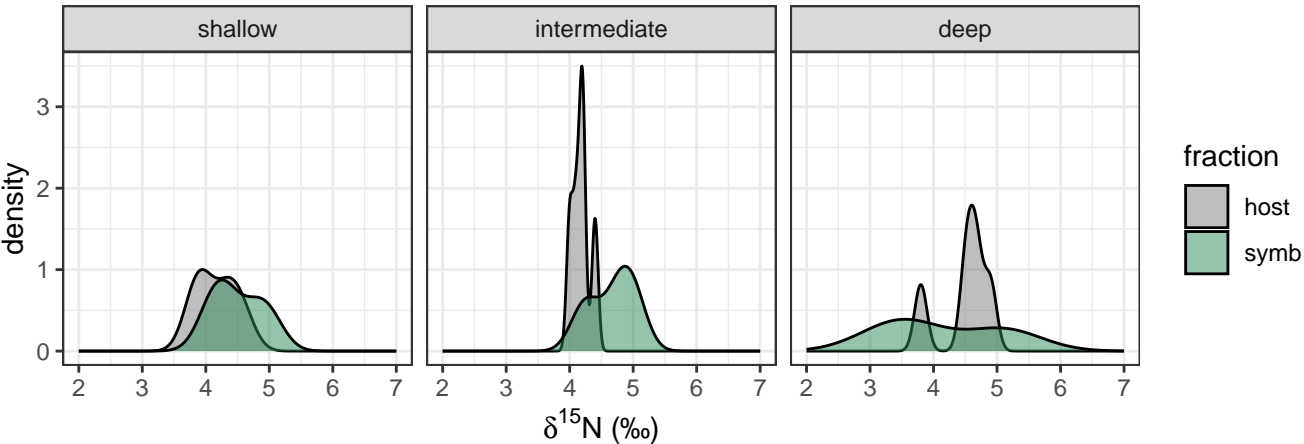 shallow intermediate deep
density
3
2
1
0
2 3 4 5 6 7 2 3 4 5 6 7 2 3 4 5 6 7
δ¹⁵N (‰)
fraction
host
symb